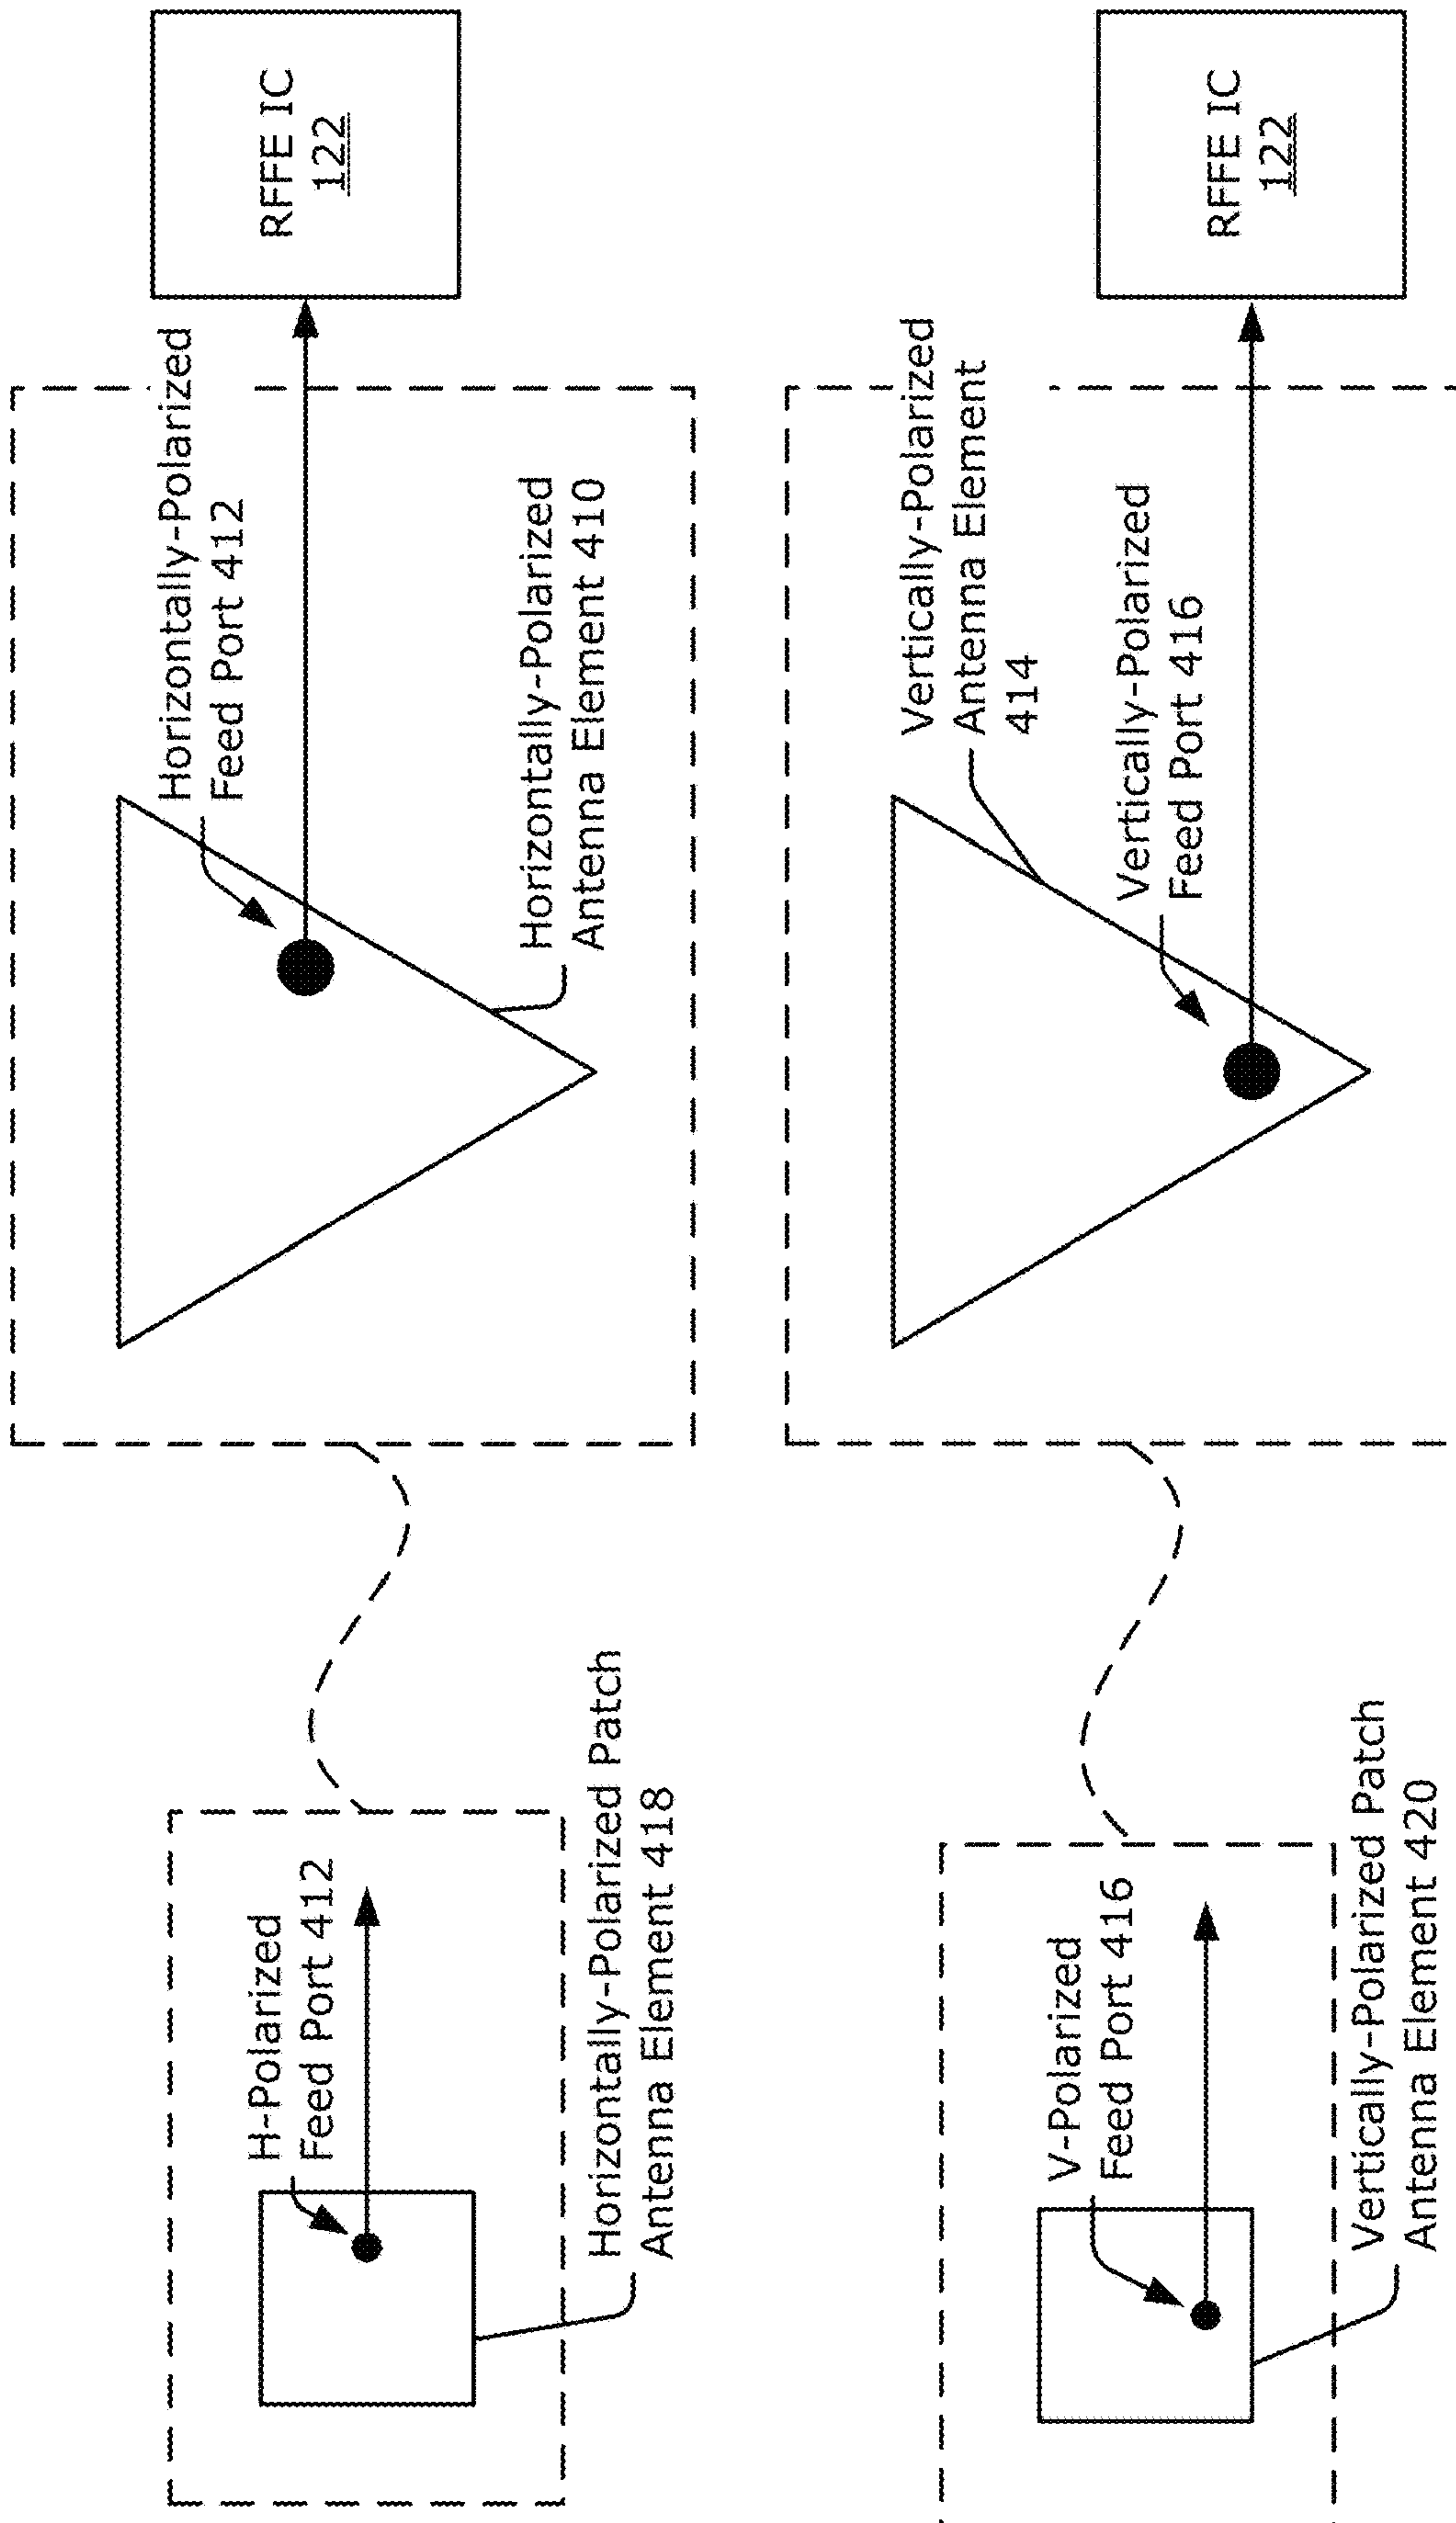 H-Polarized
Feed Port 412
Horizontally-Polarized Patch
Antenna Element 418
Horizontally-Polarized
Feed Port 412
Horizontally-Polarized
Antenna Element 410
RFFE IC
122
V-Polarized
Feed Port 416
Vertically-Polarized Patch
Antenna Element 420
Vertically-Polarized
Antenna Element
414
Vertically-Polarized
Feed Port 416
RFFE IC
122